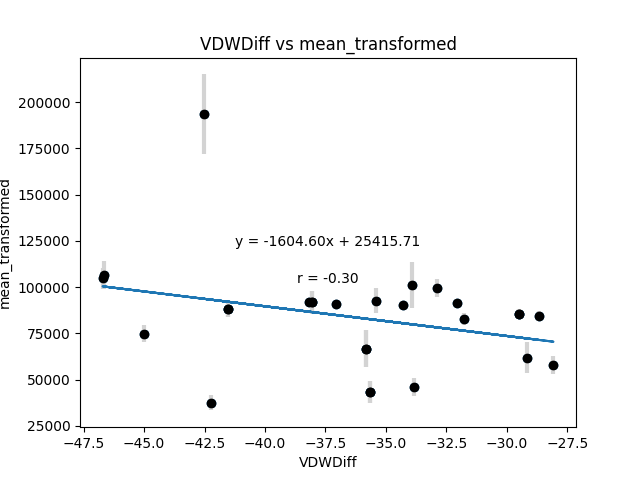 VDWDiff vs mean_transformed
mean_transformed
200000
175000
150000
125000
100000
75000
50000
25000
y = -1604.60x + 25415.71
r = -0.30
−47.5 −45.0 −42.5 −40.0 −37.5 −35.0 −32.5 −30.0 −27.5
VDWDiff